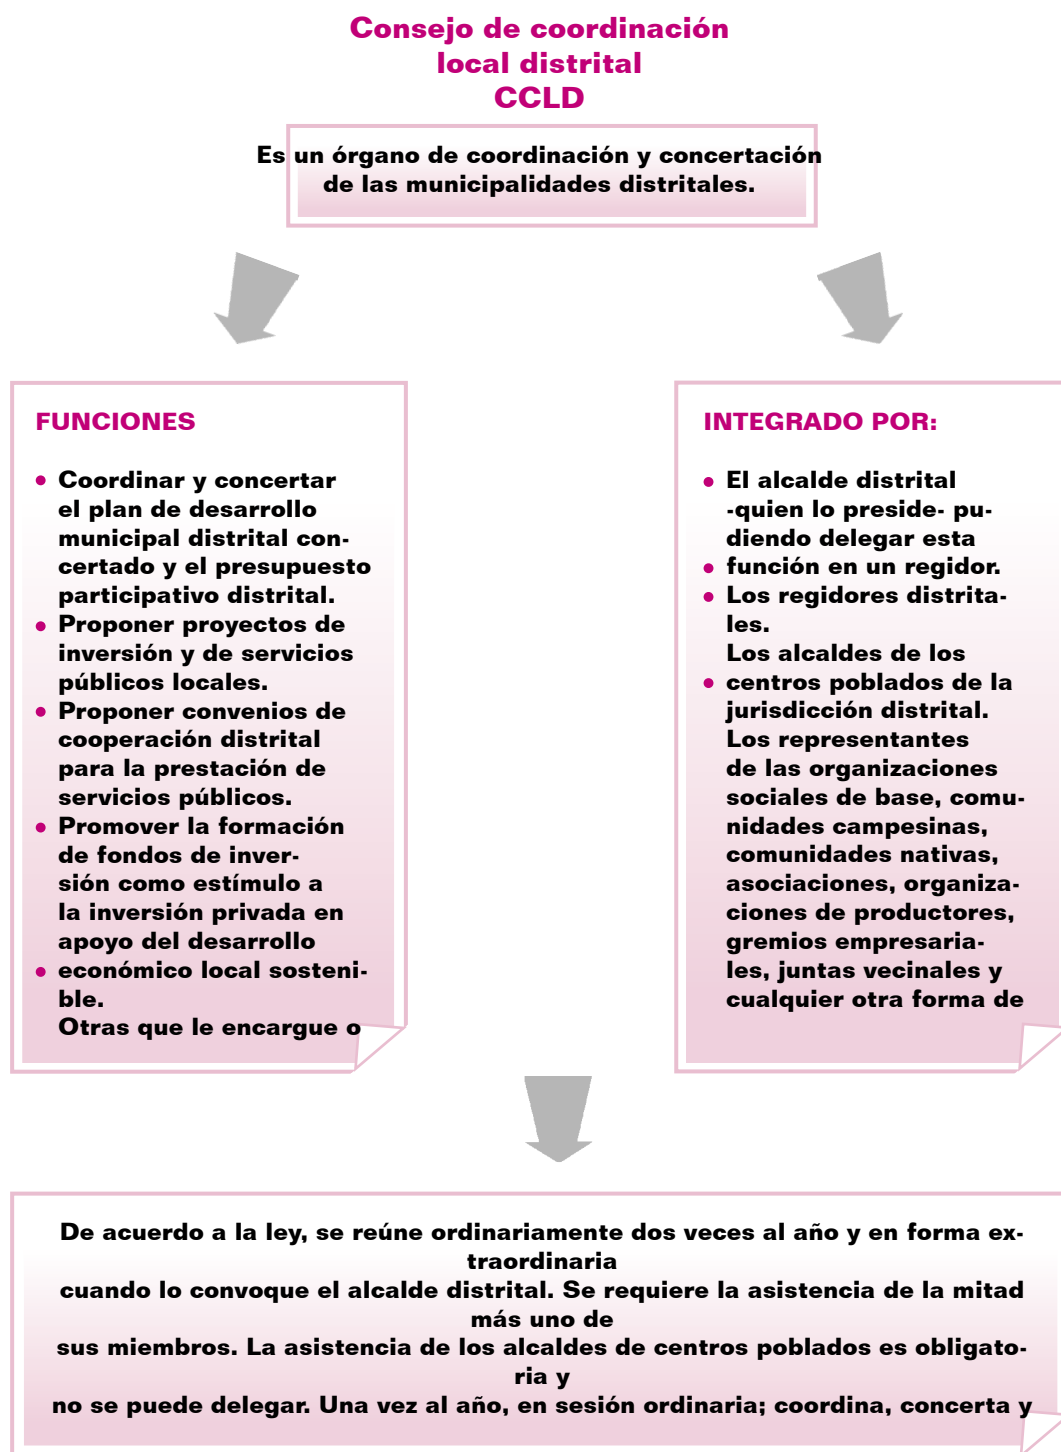 Consejo de coordinación
local distrital
CCLD
Es un órgano de coordinación y concertación
de las municipalidades distritales.
FUNCIONES
• Coordinar y concertar
el plan de desarrollo
municipal distrital con-
certado y el presupuesto
participativo distrital.
• Proponer proyectos de
inversión y de servicios
públicos locales.
• Proponer convenios de
cooperación distrital
para la prestación de
servicios públicos.
• Promover la formación
de fondos de inver-
sión como estímulo a
la inversión privada en
apoyo del desarrollo
• económico local sosteni-
ble.
Otras que le encargue o
INTEGRADO POR:
• El alcalde distrital
-quien lo preside- pu-
diendo delegar esta
• función en un regidor.
• Los regidores distrita-
les.
Los alcaldes de los
• centros poblados de la
jurisdicción distrital.
Los representantes
de las organizaciones
sociales de base, comu-
nidades campesinas,
comunidades nativas,
asociaciones, organiza-
ciones de productores,
gremios empresaria-
les, juntas vecinales y
cualquier otra forma de
De acuerdo a la ley, se reúne ordinariamente dos veces al año y en forma ex-
traordinaria
cuando lo convoque el alcalde distrital. Se requiere la asistencia de la mitad
más uno de
sus miembros. La asistencia de los alcaldes de centros poblados es obligato-
ria y
no se puede delegar. Una vez al año, en sesión ordinaria; coordina, concerta y